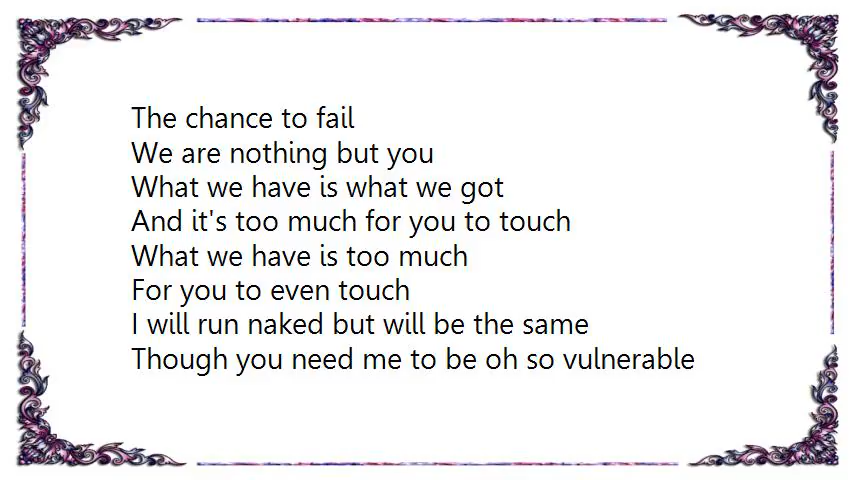 The chance to fail
We are nothing but you
What we have is what we got
And it's too much for you to touch
What we have is too much
For you to even touch
I will run naked but will be the same
Though you need me to be oh so vulnerable